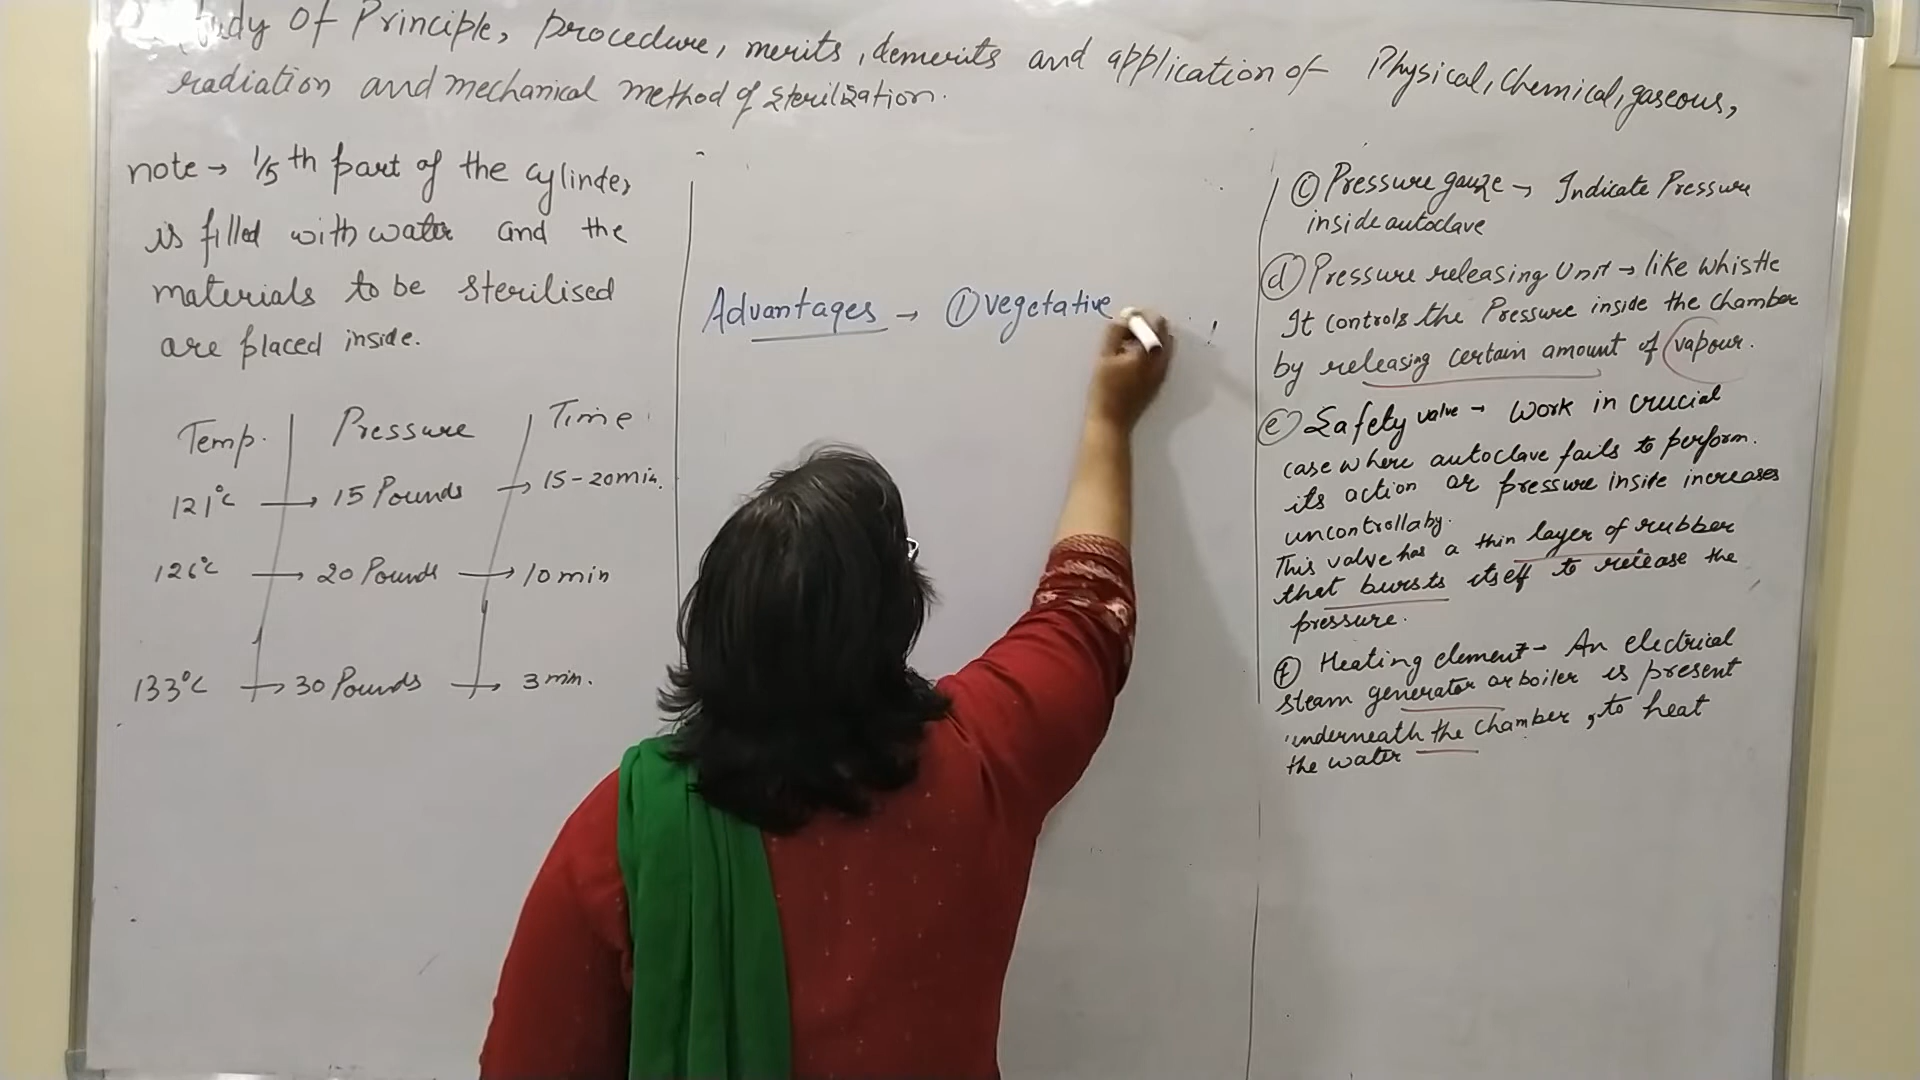 Study Of Principle, procedure, merits, demerits and application of Physical, Chemical, gaseous,
radiation and mechanical method of sterilization.
note → 1/5 th part of the cylinder
is filled with water and the
materials to be sterilised
are placed inside.
Temp. Pressure Time
121°C → 15 Pounds → 15-20min.
126°C → 20 Pounds → 10 min
133°C → 30 Pounds → 3 min.
Advantages → ① vegetative
ⓒ Pressure gauze → Indicate Pressure
inside autoclave
ⓓ Pressure releasing Unit → like whistle
It controls the Pressure inside the chamber
by releasing certain amount of vapour.
ⓔ Safety valve → Work in crucial
case where autoclave fails to perform.
its action or pressure inside increases
uncontrollaby.
This valve has a thin layer of rubber
that bursts itself to release the
pressure.
ⓕ Heating element - An electrical
steam generator or boiler is present
underneath the chamber, to heat
the water